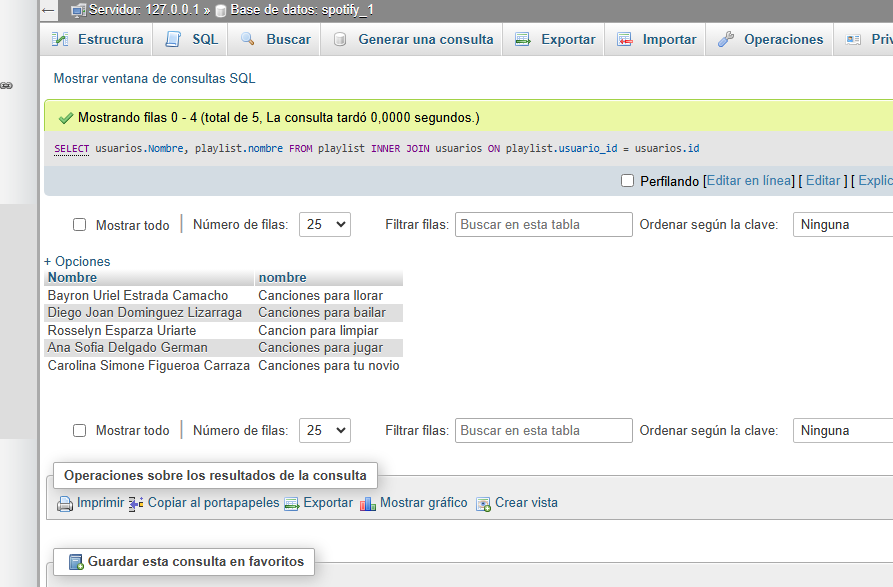 Servidor: 127.0.0.1 » Base de datos: spotify_1
Estructura SQL Buscar Generar una consulta Exportar Importar Operaciones Priv
Mostrar ventana de consultas SQL
Mostrando filas 0 - 4 (total de 5, La consulta tardó 0,0000 segundos.)
SELECT usuarios.Nombre, playlist.nombre FROM playlist INNER JOIN usuarios ON playlist.usuario_id = usuarios.id
Perfilando [Editar en línea] [ Editar ] [ Explic
Mostrar todo Número de filas: 25 Filtrar filas: Buscar en esta tabla Ordenar según la clave: Ninguna
+ Opciones
Nombre nombre
Bayron Uriel Estrada Camacho Canciones para llorar
Diego Joan Dominguez Lizarraga Canciones para bailar
Rosselyn Esparza Uriarte Cancion para limpiar
Ana Sofia Delgado German Canciones para jugar
Carolina Simone Figueroa Carraza Canciones para tu novio
Mostrar todo Número de filas: 25 Filtrar filas: Buscar en esta tabla Ordenar según la clave: Ninguna
Operaciones sobre los resultados de la consulta
Imprimir Copiar al portapapeles Exportar Mostrar gráfico Crear vista
Guardar esta consulta en favoritos